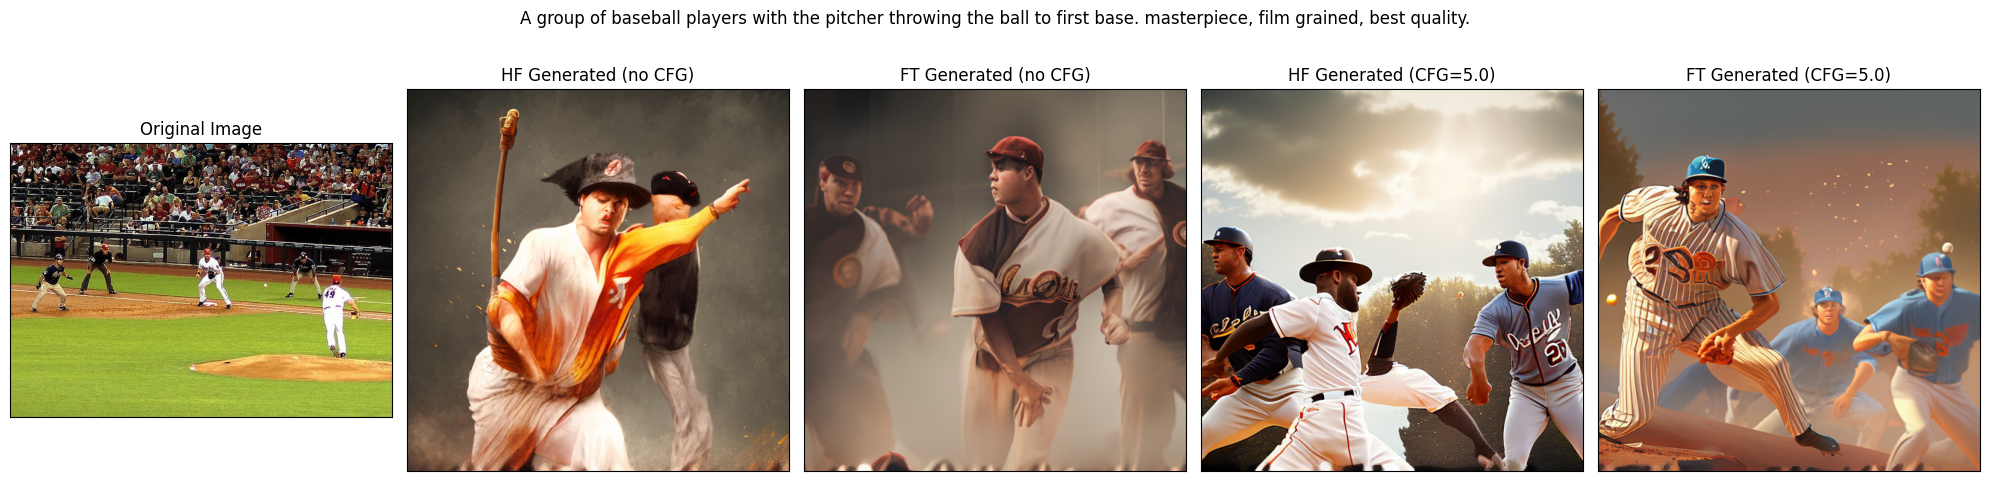 A group of baseball players with the pitcher throwing the ball to first base. masterpiece, film grained, best quality.
Original Image
HF Generated (no CFG)
FT Generated (no CFG)
HF Generated (CFG=5.0)
FT Generated (CFG=5.0)
49